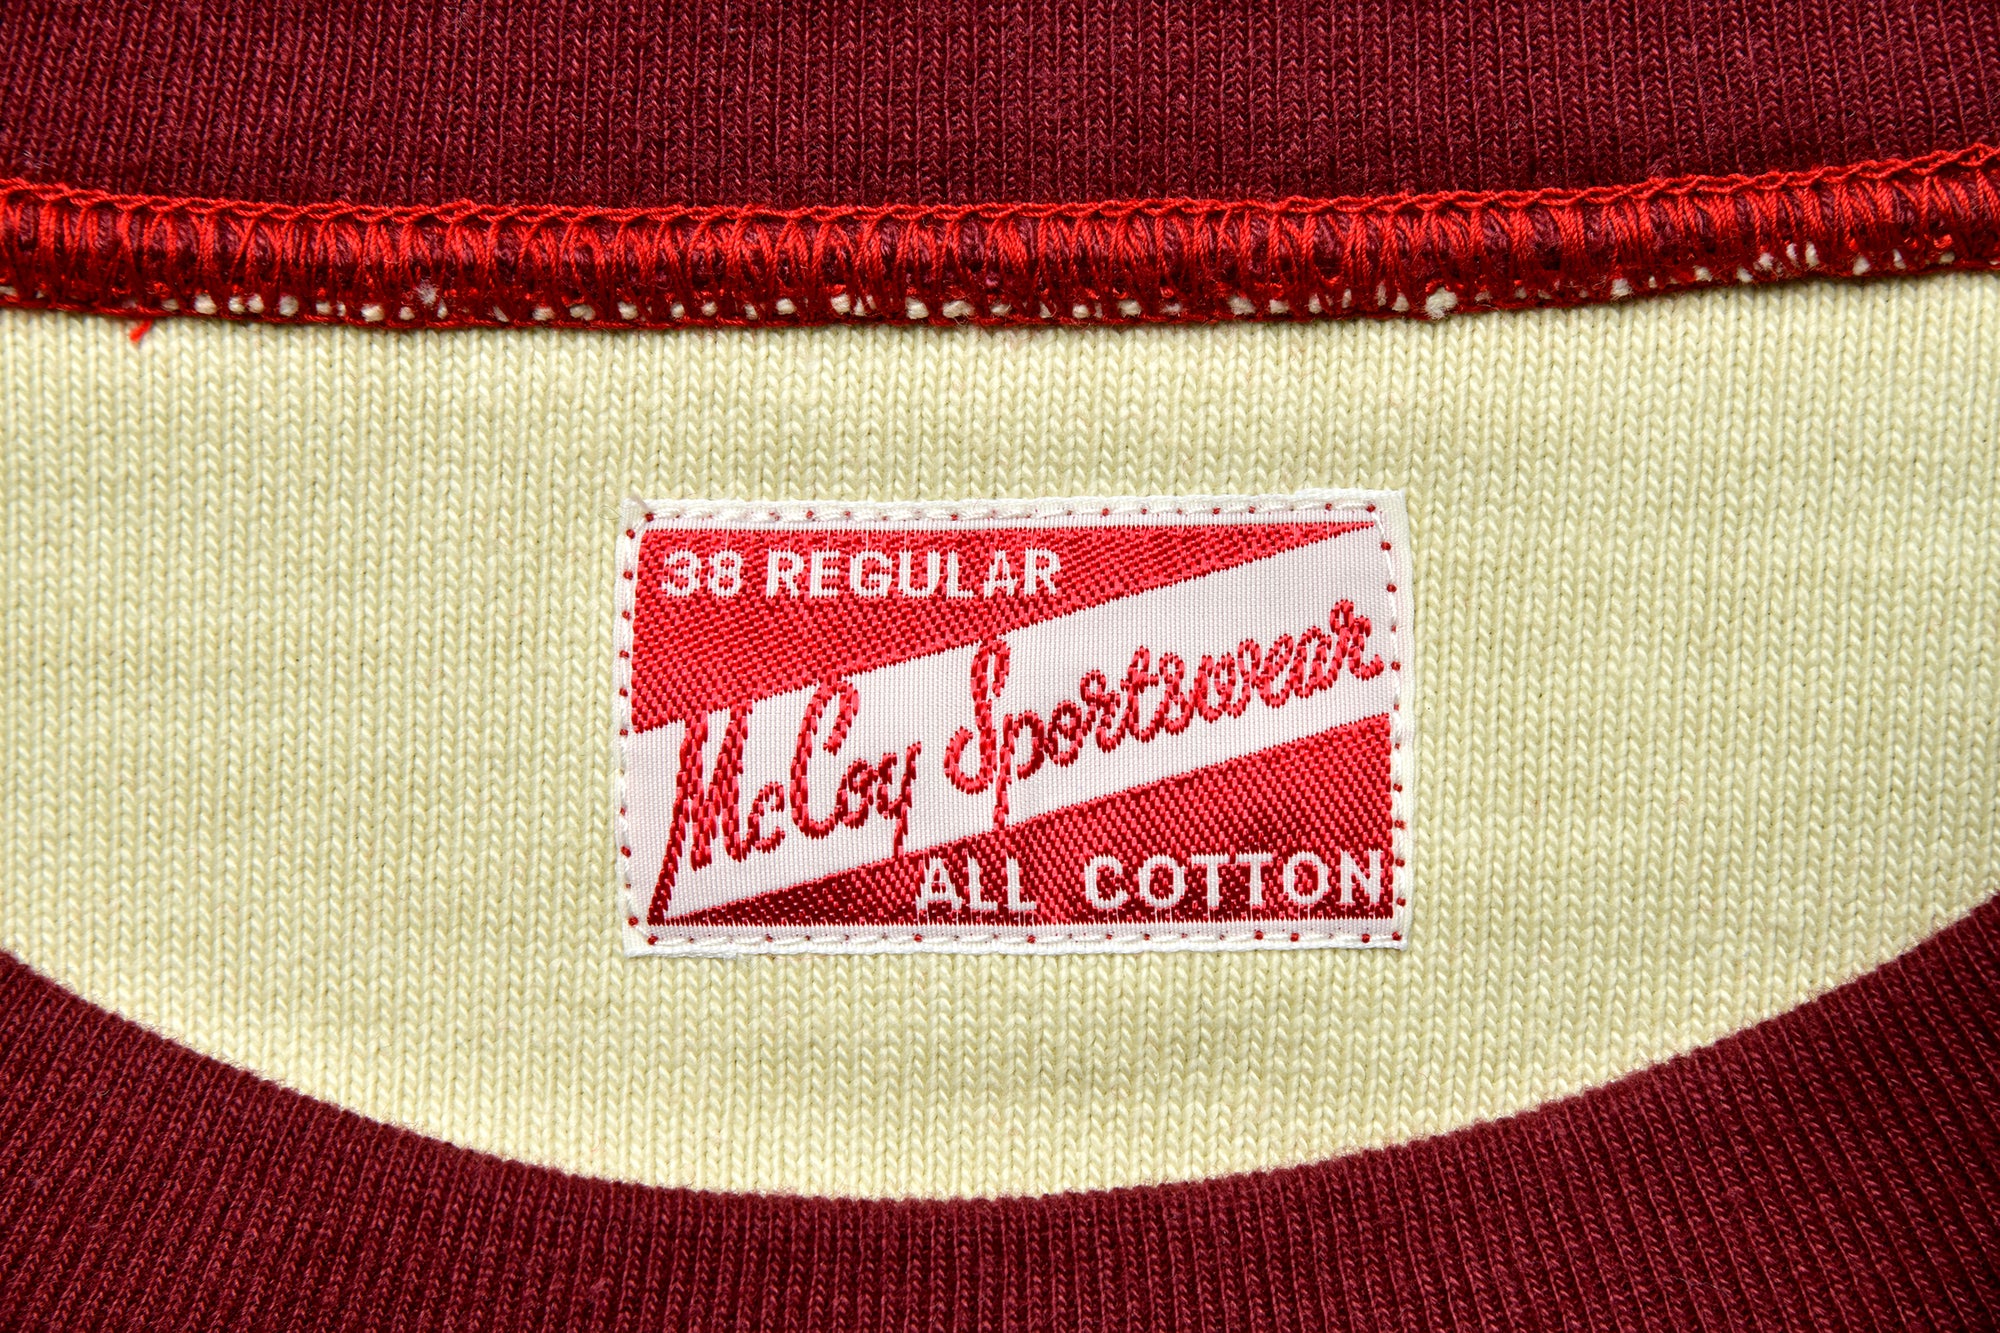 38 REGULAR
McCoy Sportswear
ALL COTTON